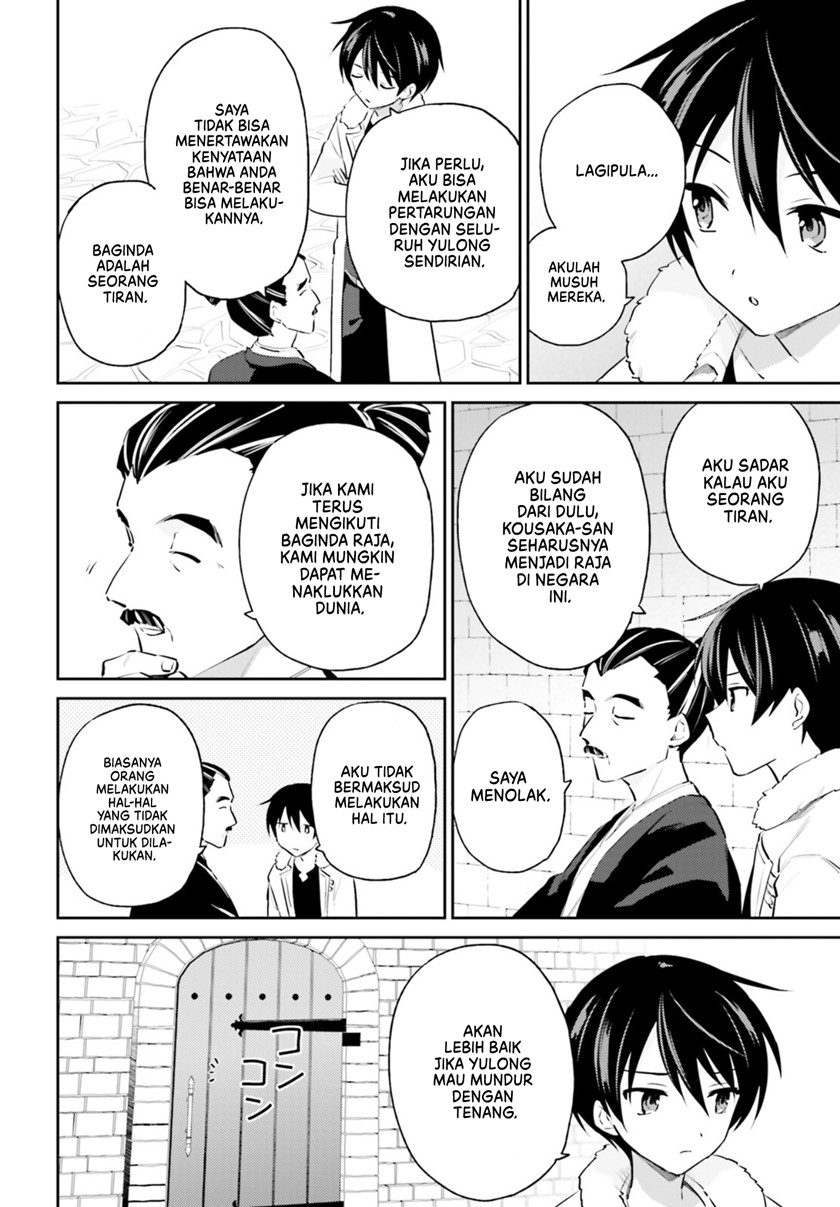 LAGIPULA...
AKULAH
MUSUH
MEREKA.
JIKA PERLU,
AKU BISA
MELAKUKAN
PERTARUNGAN
DENGAN SELU-
RUH YULONG
SENDIRIAN.
SAYA
TIDAK BISA
MENERTAWAKAN
KENYATAAN
BAHWA ANDA
BENAR-BENAR
BISA MELAKU-
KANNYA.
BAGINDA
ADALAH
SEORANG
TIRAN.
AKU SADAR
KALAU AKU
SEORANG
TIRAN.
AKU SUDAH
BILANG
DARI DULU,
KOUSAKA-SAN
SEHARUSNYA
MENJADI RAJA
DI NEGARA
INI.
SAYA
MENOLAK.
JIKA KAMI
TERUS
MENGIKUTI
BAGINDA RAJA,
KAMI MUNGKIN
DAPAT ME-
NAKLUKKAN
DUNIA.
AKU TIDAK
BERMAKSUD
MELAKUKAN
HAL ITU.
BIASANYA
ORANG
MELAKUKAN
HAL-HAL
YANG TIDAK
DIMAKSUDKAN
UNTUK DILA-
KUKAN.
AKAN
LEBIH BAIK
JIKA YULONG
MAU MUNDUR
DENGAN
TENANG.
コン
コン